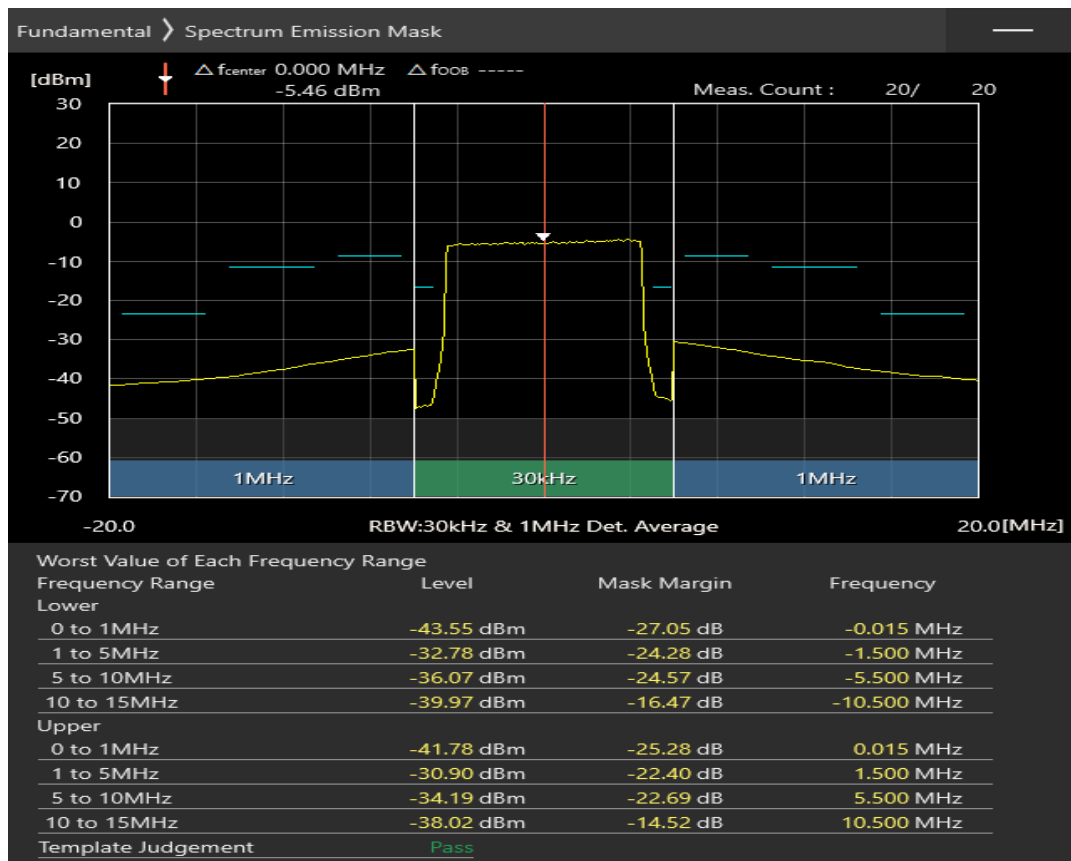 Fundamental ❯ Spectrum Emission Mask
[dBm] △ fcenter 0.000 MHz △ fOOB -----
-5.46 dBm Meas. Count : 20/ 20
30
20
10
0
-10
-20
-30
-40
-50
-60
-70
1MHz 30kHz 1MHz
-20.0 RBW:30kHz & 1MHz Det. Average 20.0[MHz]
Worst Value of Each Frequency Range
Frequency Range Level Mask Margin Frequency
Lower
0 to 1MHz -43.55 dBm -27.05 dB -0.015 MHz
1 to 5MHz -32.78 dBm -24.28 dB -1.500 MHz
5 to 10MHz -36.07 dBm -24.57 dB -5.500 MHz
10 to 15MHz -39.97 dBm -16.47 dB -10.500 MHz
Upper
0 to 1MHz -41.78 dBm -25.28 dB 0.015 MHz
1 to 5MHz -30.90 dBm -22.40 dB 1.500 MHz
5 to 10MHz -34.19 dBm -22.69 dB 5.500 MHz
10 to 15MHz -38.02 dBm -14.52 dB 10.500 MHz
Template Judgement Pass